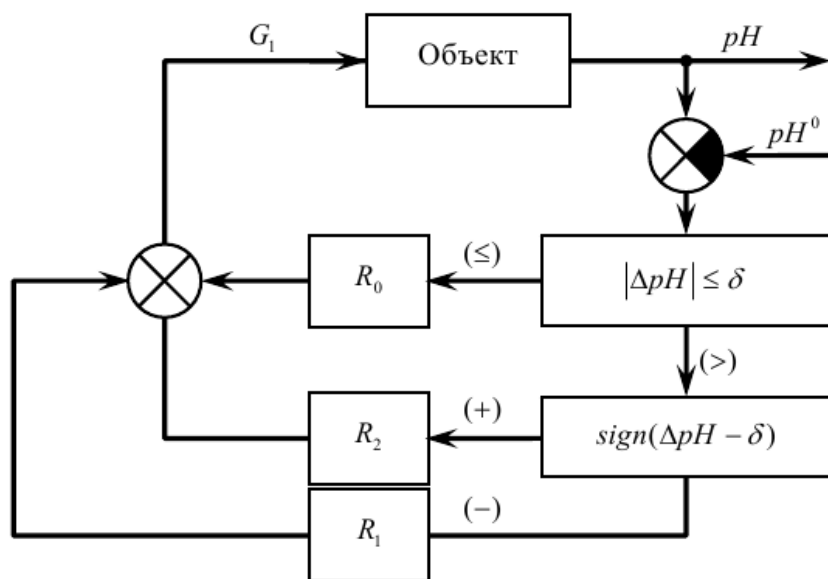 G₁ Объект pH
pH⁰
(≤)
R₀ |ΔpH| ≤ δ
(>)
(+)
R₂ sign(ΔpH − δ)
(−)
R₁